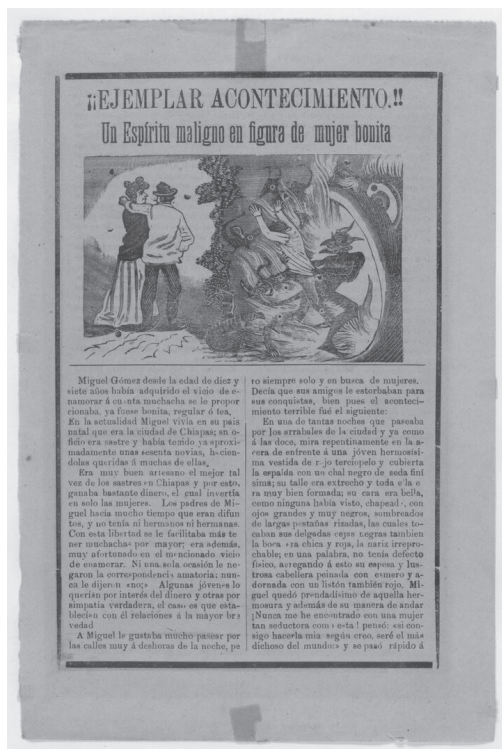 ¡¡EJEMPLAR ACONTECIMIENTO.!!
Un Espíritu maligno en figura de mujer bonita
Miguel Gómez desde la edad de diez y
siete años había adquirido el vicio de e-
namorar á cuanta muchacha se le propor
cionaba, ya fuese bonita, regular ó fea,
En la actualidad Miguel vivía en su país
natal que era la ciudad de Chiapas; su o-
ficio era sastre y había tenido ya aproxi-
madamente unas sesenta novias, hacien-
dolas queridas á muchas de ellas,
Era muy buen artesano el mejor tal
vez de los sastres en Chiapas y por esto,
ganaba bastante dinero, el cual invertía
en solo las mujeres. Los padres de Mi-
guel hacía mucho tiempo que eran difun
tos, y no tenía ni hermanos ni hermanas.
Con esta libertad se le facilitaba más te-
ner muchachas por mayor; era además,
muy afortunado en el mencionado vicio
de enamorar. Ni una sola ocasión le ne-
garon la correspondencia amatoria; nun-
ca le dijeron «no;» Algunas jóvenes lo
querían por interés del dinero y otras por
simpatía verdadera, el caso es que esta-
blecían con él relaciones á la mayor bre
vedad
A Miguel le gustaba mucho pasear por
las calles muy á deshoras de la noche, pe
ro siempre solo y en busca de mujeres.
Decía que sus amigos le estorbaban para
sus conquistas, bien pues el aconteci-
miento terrible fué el siguiente:
En una de tantas noches que paseaba
por los arrabales de la ciudad y ya como
á las doce, mira repentinamente en la a-
cera de enfrente á una jóven hermosísi-
ma vestida de rojo terciopelo y cubierta
la espalda con un chal negro de seda finí
sima; su talle era extrecho y toda ella e
ra muy bien formada; su cara era bella,
como ninguna había visto, chapeada, con
ojos grandes y muy negros, sombreados
de largas pestañas rizadas, las cuales to-
caban sus delgadas cejas negras tambien
la boca era chica y roja, la nariz irrepro-
chable; en una palabra, no tenía defecto
físico, agregando á esto su espesa y lus-
trosa cabellera peinada con esmero y a-
dornada con un listón también rojo, Mi-
guel quedó prendadísimo de aquella her-
mosura y además de su manera de andar
¡Nunca me he encontrado con una mujer
tan seductora como esta! pensó: «si con-
sigo hacerla mía según creo, seré el más
dichoso del mundo:» y se pasó rápido á